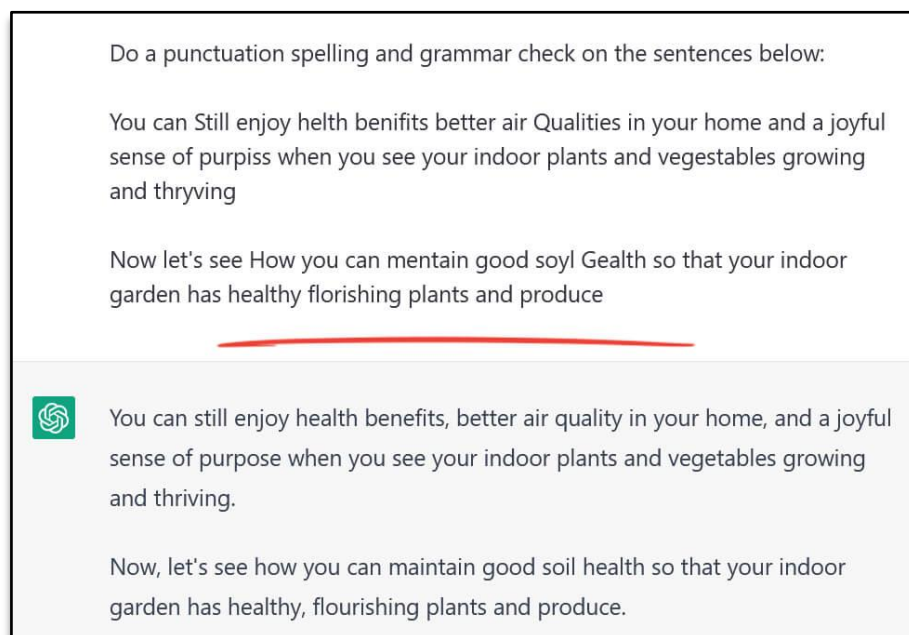 Do a punctuation spelling and grammar check on the sentences below:
You can Still enjoy helth benifits better air Qualities in your home and a joyful
sense of purpiss when you see your indoor plants and vegestables growing
and thryving
Now let's see How you can mentain good soyl Gealth so that your indoor
garden has healthy florishing plants and produce
You can still enjoy health benefits, better air quality in your home, and a joyful
sense of purpose when you see your indoor plants and vegetables growing
and thriving.
Now, let's see how you can maintain good soil health so that your indoor
garden has healthy, flourishing plants and produce.